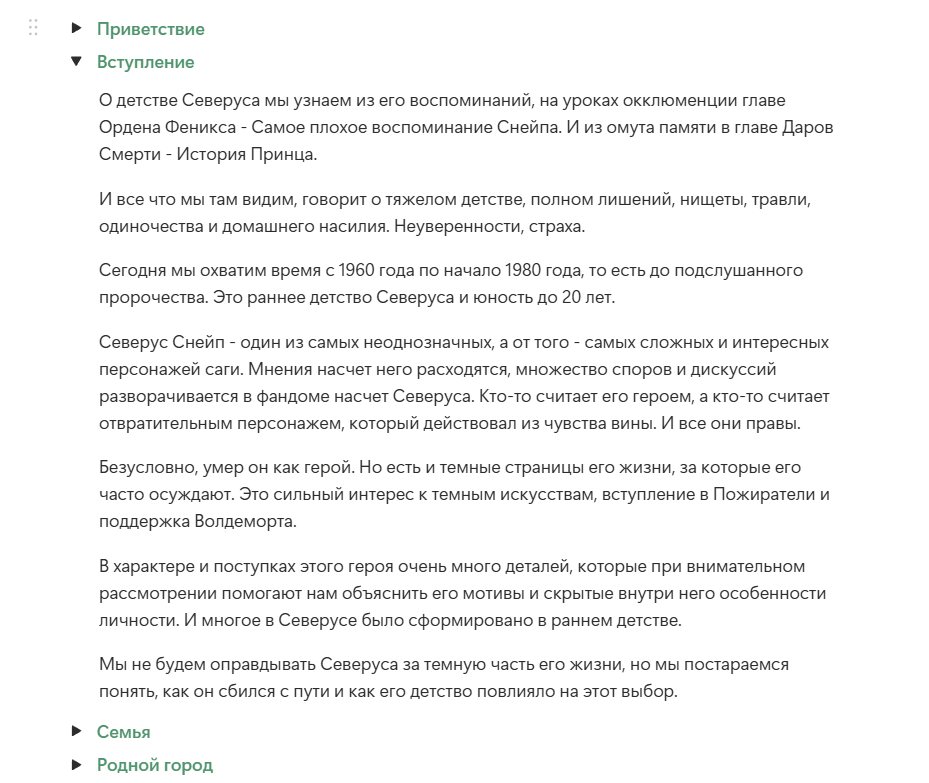 Приветствие
Вступление
О детстве Северуса мы узнаем из его воспоминаний, на уроках окклюменции главе
Ордена Феникса - Самое плохое воспоминание Снейпа. И из омута памяти в главе Даров
Смерти - История Принца.
И все что мы там видим, говорит о тяжелом детстве, полном лишений, нищеты, травли,
одиночества и домашнего насилия. Неуверенности, страха.
Сегодня мы охватим время с 1960 года по начало 1980 года, то есть до подслушанного
пророчества. Это раннее детство Северуса и юность до 20 лет.
Северус Снейп - один из самых неоднозначных, а от того - самых сложных и интересных
персонажей саги. Мнения насчет него расходятся, множество споров и дискуссий
разворачивается в фандоме насчет Северуса. Кто-то считает его героем, а кто-то считает
отвратительным персонажем, который действовал из чувства вины. И все они правы.
Безусловно, умер он как герой. Но есть и темные страницы его жизни, за которые его
часто осуждают. Это сильный интерес к темным искусствам, вступление в Пожиратели и
поддержка Волдеморта.
В характере и поступках этого героя очень много деталей, которые при внимательном
рассмотрении помогают нам объяснить его мотивы и скрытые внутри него особенности
личности. И многое в Северусе было сформировано в раннем детстве.
Мы не будем оправдывать Северуса за темную часть его жизни, но мы постараемся
понять, как он сбился с пути и как его детство повлияло на этот выбор.
Семья
Родной город